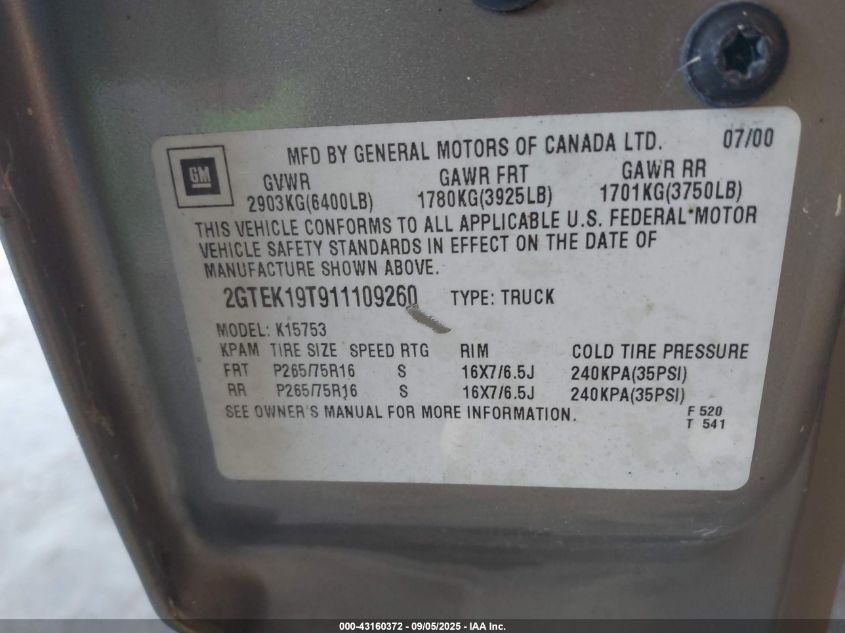 GM
MFD BY GENERAL MOTORS OF CANADA LTD. 07/00
GVWR GAWR FRT GAWR RR
2903KG(6400LB) 1780KG(3925LB) 1701KG(3750LB)
THIS VEHICLE CONFORMS TO ALL APPLICABLE U.S. FEDERAL MOTOR
VEHICLE SAFETY STANDARDS IN EFFECT ON THE DATE OF
MANUFACTURE SHOWN ABOVE.
2GTEK19T911109260 TYPE: TRUCK
MODEL: K15753
KPAM TIRE SIZE SPEED RTG RIM COLD TIRE PRESSURE
FRT P265/75R16 S 16X7/6.5J 240KPA(35PSI)
RR P265/75R16 S 16X7/6.5J 240KPA(35PSI)
SEE OWNER'S MANUAL FOR MORE INFORMATION.
F 520
T 541
000-43160372 - 09/05/2025 - IAA Inc.